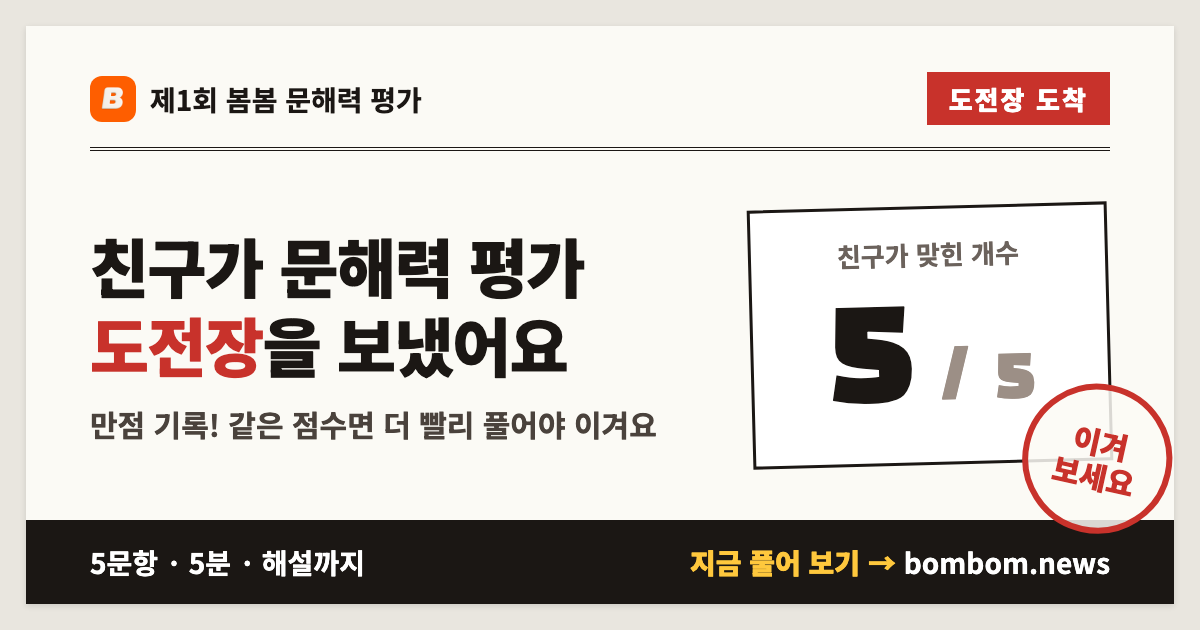 B 제1회 봄봄 문해력 평가
도전장 도착
친구가 문해력 평가
도전장을 보냈어요
만점 기록! 같은 점수면 더 빨리 풀어야 이겨요
친구가 맞힌 개수
5 / 5
이겨
보세요
5문항 · 5분 · 해설까지
지금 풀어 보기 → bombom.news